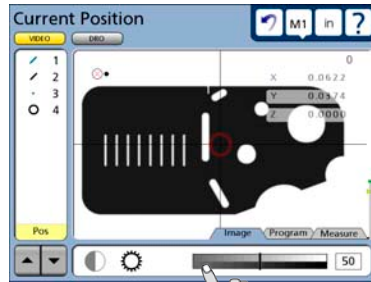 Current Position
M1 in ?
VIDEO DRO
1
2
3
4
0
X 0.0622
Y 0.0374
Z 0.0000
Pos
Image Program Measure
50